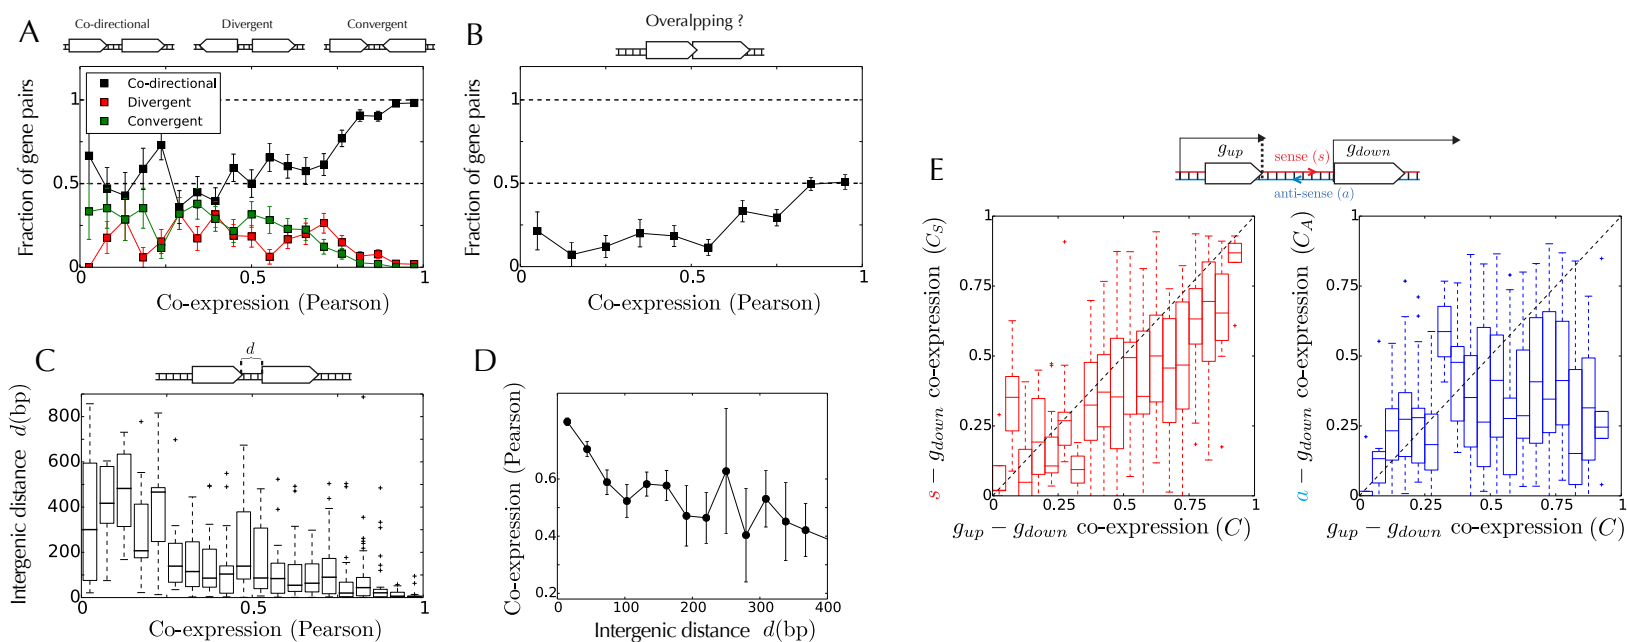 A
Co-directional
Divergent
Convergent
Fraction of gene pairs
1
0.5
0
Co-directional
Divergent
Convergent
0
0.5
1
Co-expression (Pearson)
B
Overalpping ?
Fraction of gene pairs
1
0.5
0
0
0.5
1
Co-expression (Pearson)
C
d
Intergenic distance d(bp)
800
600
400
200
0
0
0.5
1
Co-expression (Pearson)
D
Co-expression (Pearson)
0.6
0.4
0.2
0
100
200
300
400
Intergenic distance d(bp)
E
g_up
sense (s)
g_down
anti-sense (a)
s − g_down co-expression (C_S)
1
0.75
0.5
0.25
0
0
0.25
0.5
0.75
1
g_up − g_down co-expression (C)
a − g_down co-expression (C_A)
1
0.75
0.5
0.25
0
0
0.25
0.5
0.75
1
g_up − g_down co-expression (C)